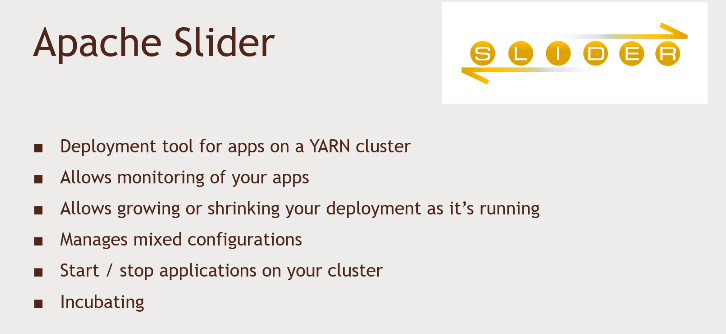 Apache Slider
SLIDER
■ Deployment tool for apps on a YARN cluster
■ Allows monitoring of your apps
■ Allows growing or shrinking your deployment as it’s running
■ Manages mixed configurations
■ Start / stop applications on your cluster
■ Incubating